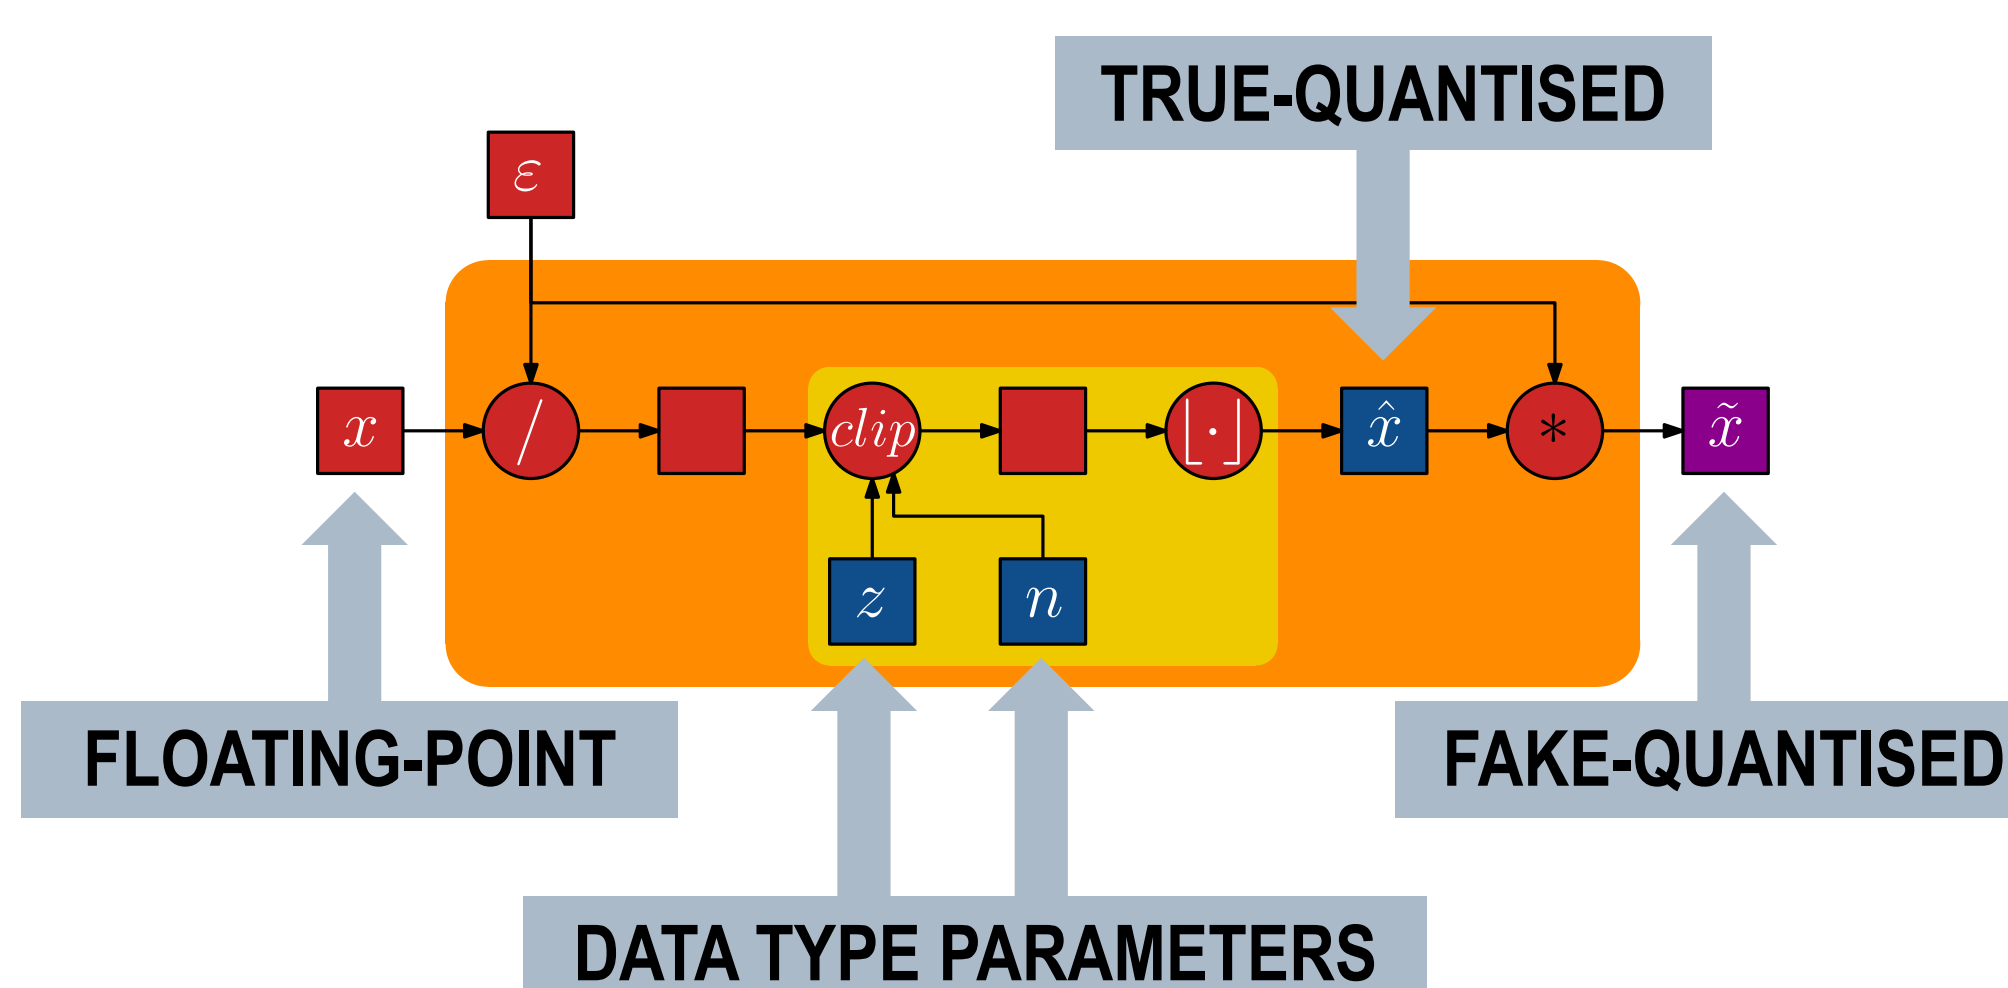 TRUE-QUANTISED
ε
x / clip ⌊·⌋ x̂ * x̃
z n
FLOATING-POINT
FAKE-QUANTISED
DATA TYPE PARAMETERS